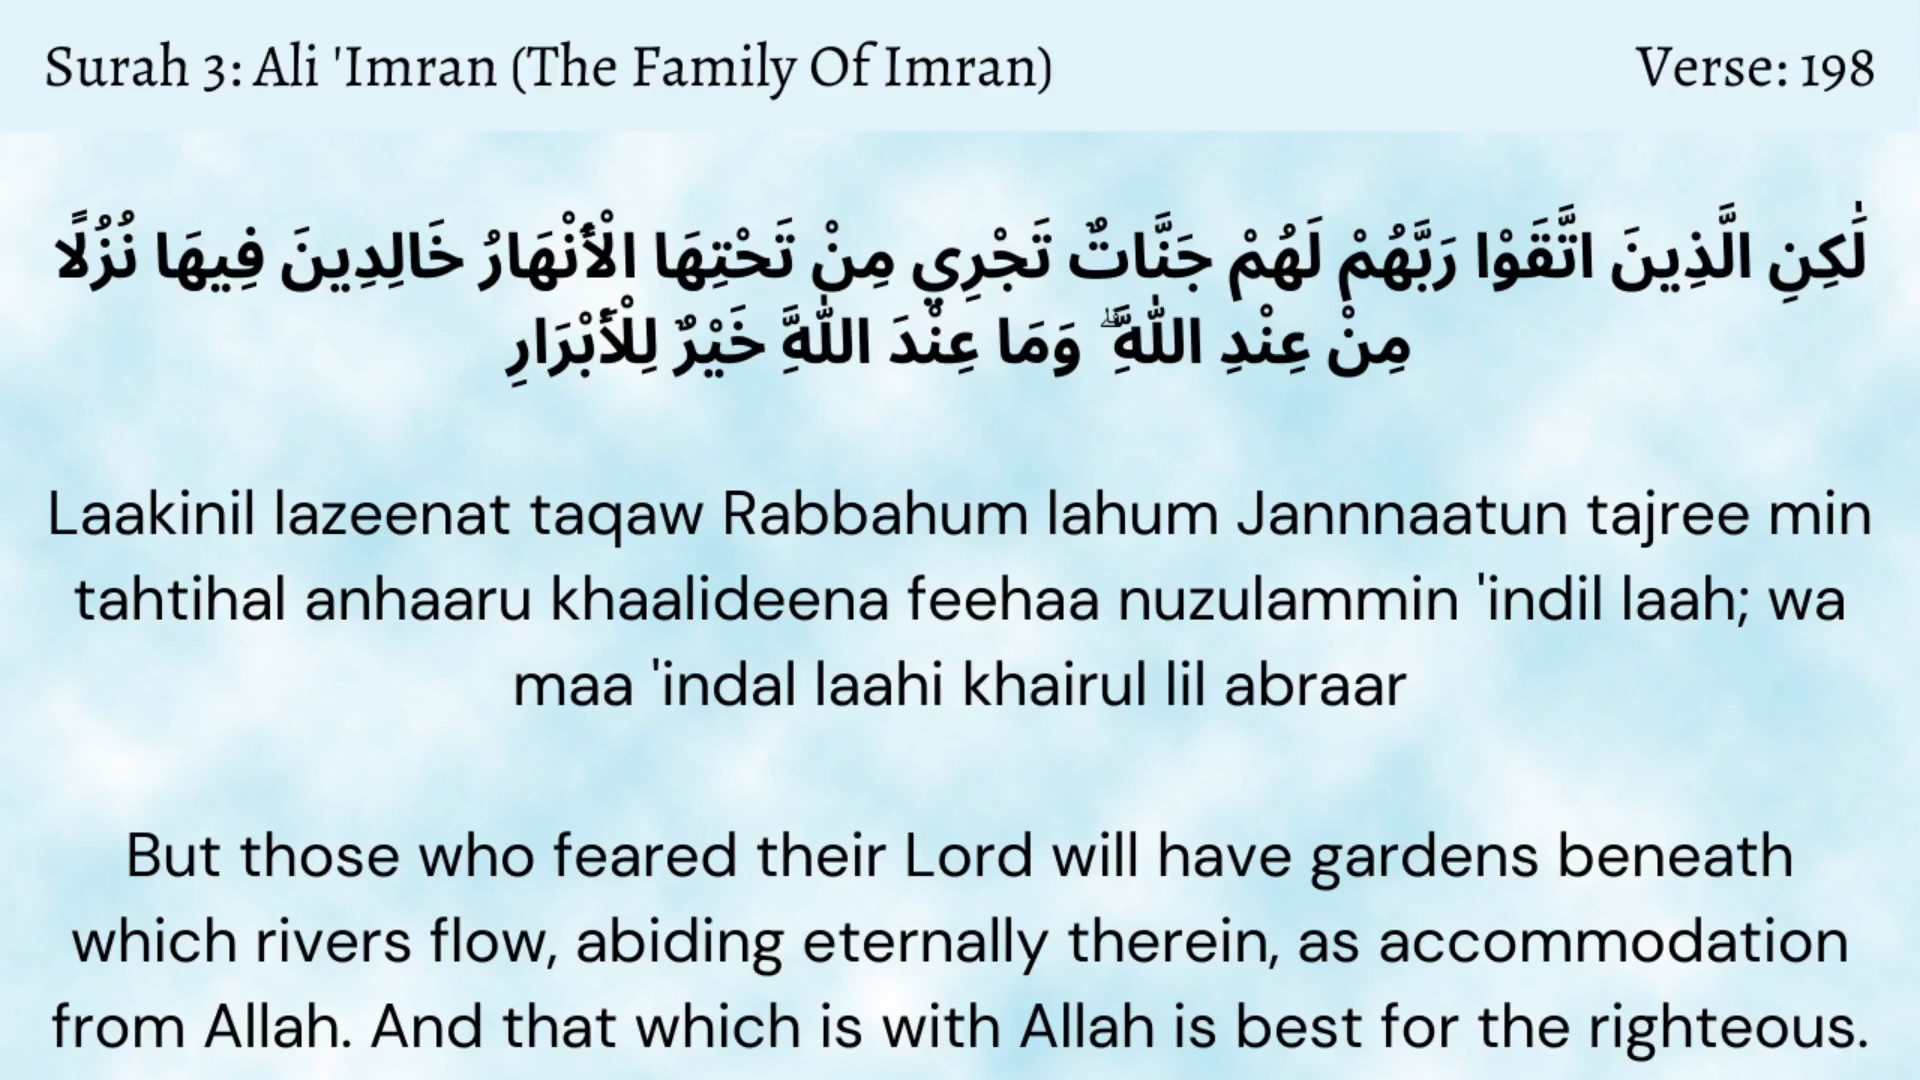 Surah 3: Ali 'Imran (The Family Of Imran)
Verse: 198
لَٰكِنِ الَّذِينَ اتَّقَوْا رَبَّهُمْ لَهُمْ جَنَّاتٌ تَجْرِي مِنْ تَحْتِهَا الْأَنْهَارُ خَالِدِينَ فِيهَا نُزُلًا
مِنْ عِنْدِ اللَّهِ ۗ وَمَا عِنْدَ اللَّهِ خَيْرٌ لِلْأَبْرَارِ
Laakinil lazeenat taqaw Rabbahum lahum Jannnaatun tajree min
tahtihal anhaaru khaalideena feehaa nuzulammin 'indil laah; wa
maa 'indal laahi khairul lil abraar
But those who feared their Lord will have gardens beneath
which rivers flow, abiding eternally therein, as accommodation
from Allah. And that which is with Allah is best for the righteous.